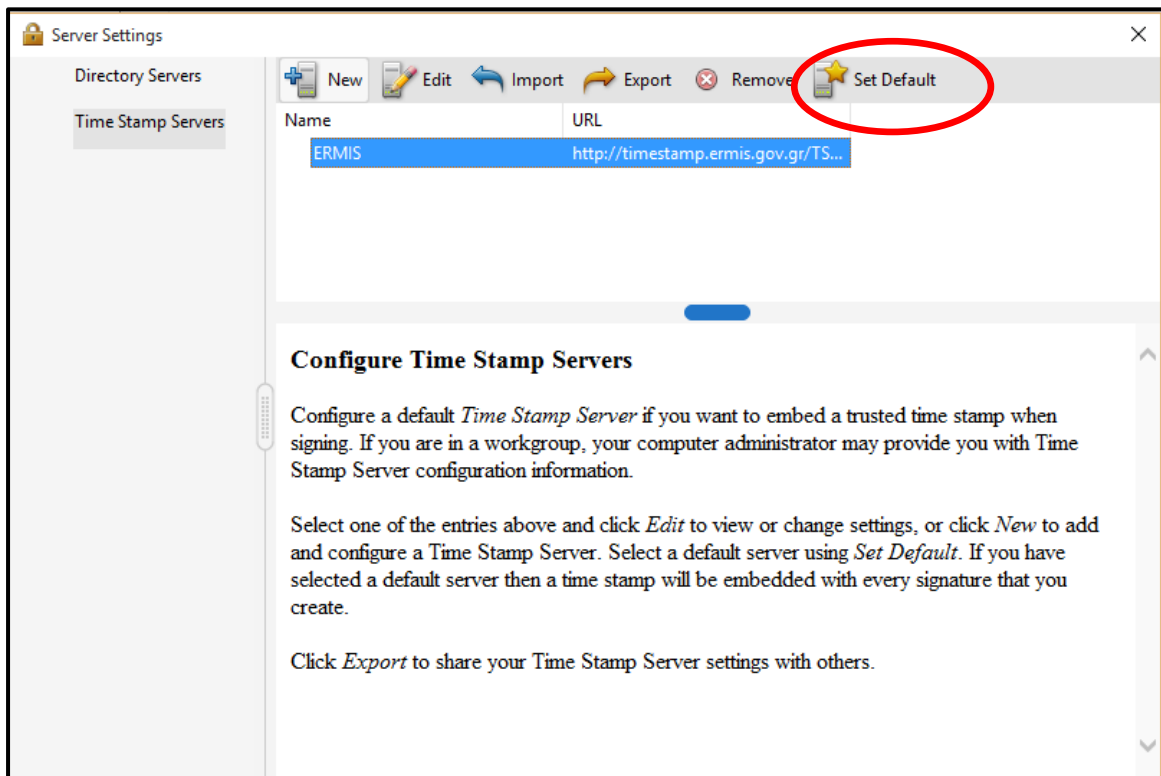 Server Settings
Directory Servers
Time Stamp Servers
New Edit Import Export Remove Set Default
Name URL
ERMIS http://timestamp.ermis.gov.gr/TS...
Configure Time Stamp Servers
Configure a default Time Stamp Server if you want to embed a trusted time stamp when
signing. If you are in a workgroup, your computer administrator may provide you with Time
Stamp Server configuration information.
Select one of the entries above and click Edit to view or change settings, or click New to add
and configure a Time Stamp Server. Select a default server using Set Default. If you have
selected a default server then a time stamp will be embedded with every signature that you
create.
Click Export to share your Time Stamp Server settings with others.